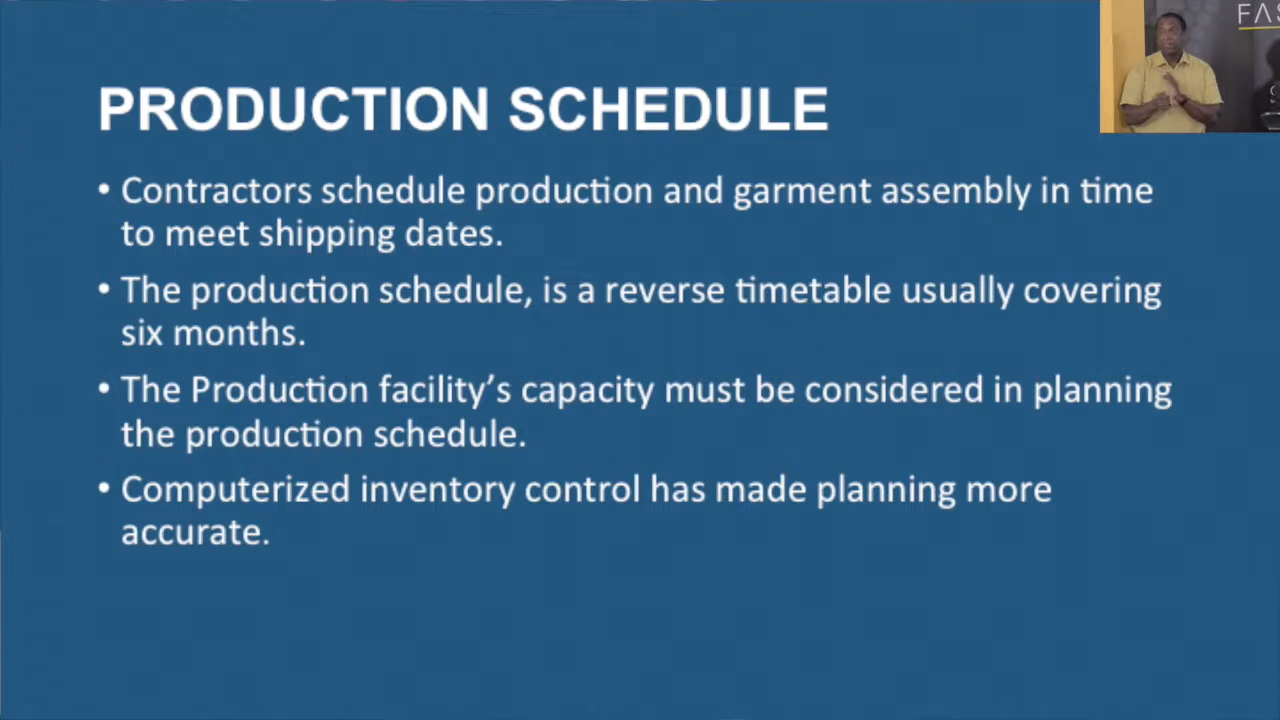 PRODUCTION SCHEDULE
• Contractors schedule production and garment assembly in time
to meet shipping dates.
• The production schedule, is a reverse timetable usually covering
six months.
• The Production facility’s capacity must be considered in planning
the production schedule.
• Computerized inventory control has made planning more
accurate.
FAS